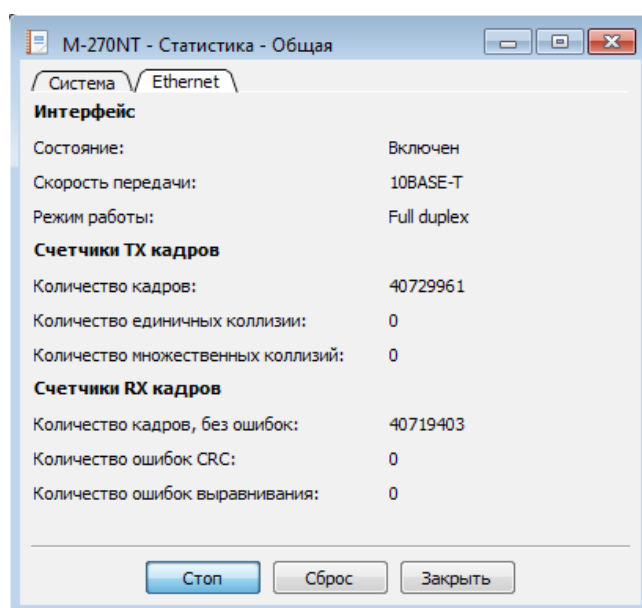 M-270NT - Статистика - Общая
Система Ethernet
Интерфейс
Состояние: Включен
Скорость передачи: 10BASE-T
Режим работы: Full duplex
Счетчики TX кадров
Количество кадров: 40729961
Количество единичных коллизии: 0
Количество множественных коллизий: 0
Счетчики RX кадров
Количество кадров, без ошибок: 40719403
Количество ошибок CRC: 0
Количество ошибок выравнивания: 0
Стоп Сброс Закрыть